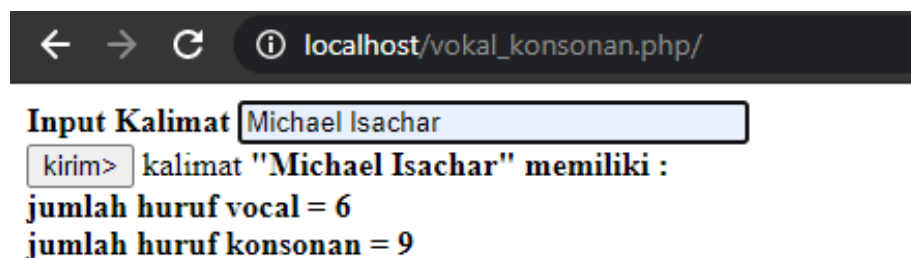 localhost/vokal_konsonan.php/
Input Kalimat Michael Isachar
kirim> kalimat "Michael Isachar" memiliki :
jumlah huruf vocal = 6
jumlah huruf konsonan = 9